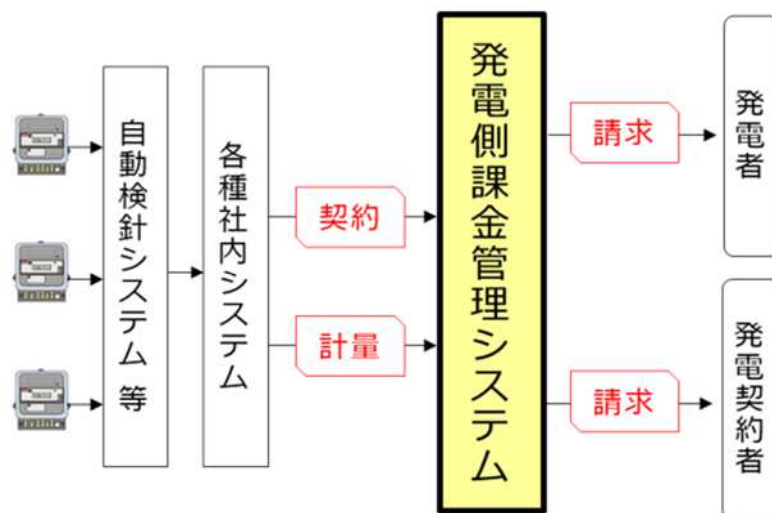 自動検針システム 等
各種社内システム
契約
計量
発電側課金管理システム
請求
請求
発電者
発電契約者